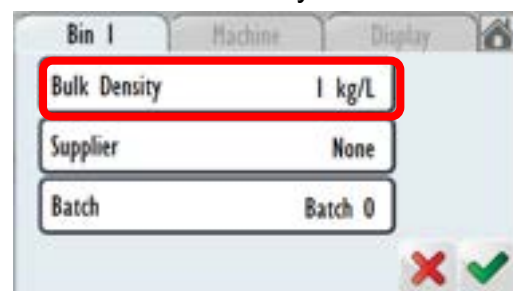 Bin 1 Machine Display
Bulk Density 1 kg/L
Supplier None
Batch Batch 0